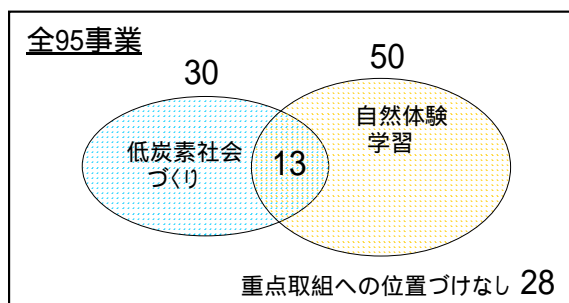 全95事業
30
50
自然体験
学習
低炭素社会
づくり
13
重点取組への位置づけなし 28